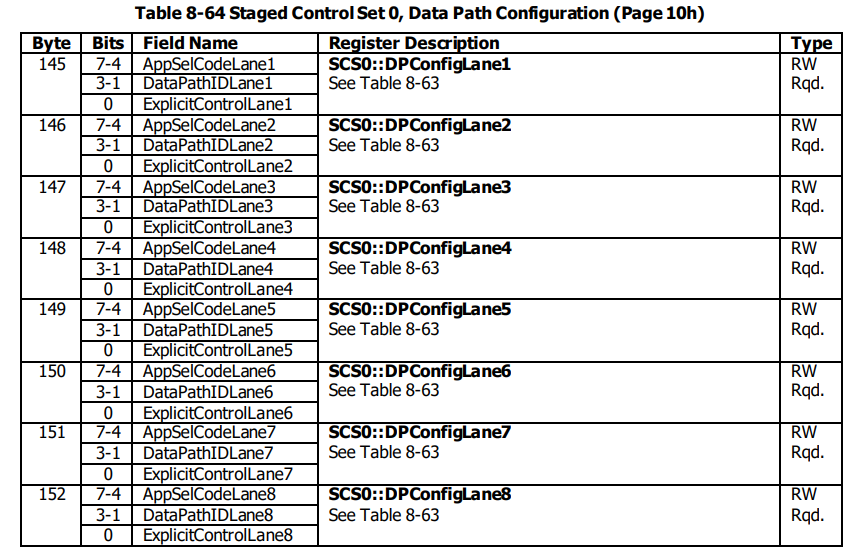 Table 8-64 Staged Control Set 0, Data Path Configuration (Page 10h)
Byte Bits Field Name Register Description Type
145 7-4 AppSelCodeLane1 SCS0::DPConfigLane1 RW
3-1 DataPathIDLane1 See Table 8-63 Rqd.
0 ExplicitControlLane1
146 7-4 AppSelCodeLane2 SCS0::DPConfigLane2 RW
3-1 DataPathIDLane2 See Table 8-63 Rqd.
0 ExplicitControlLane2
147 7-4 AppSelCodeLane3 SCS0::DPConfigLane3 RW
3-1 DataPathIDLane3 See Table 8-63 Rqd.
0 ExplicitControlLane3
148 7-4 AppSelCodeLane4 SCS0::DPConfigLane4 RW
3-1 DataPathIDLane4 See Table 8-63 Rqd.
0 ExplicitControlLane4
149 7-4 AppSelCodeLane5 SCS0::DPConfigLane5 RW
3-1 DataPathIDLane5 See Table 8-63 Rqd.
0 ExplicitControlLane5
150 7-4 AppSelCodeLane6 SCS0::DPConfigLane6 RW
3-1 DataPathIDLane6 See Table 8-63 Rqd.
0 ExplicitControlLane6
151 7-4 AppSelCodeLane7 SCS0::DPConfigLane7 RW
3-1 DataPathIDLane7 See Table 8-63 Rqd.
0 ExplicitControlLane7
152 7-4 AppSelCodeLane8 SCS0::DPConfigLane8 RW
3-1 DataPathIDLane8 See Table 8-63 Rqd.
0 ExplicitControlLane8